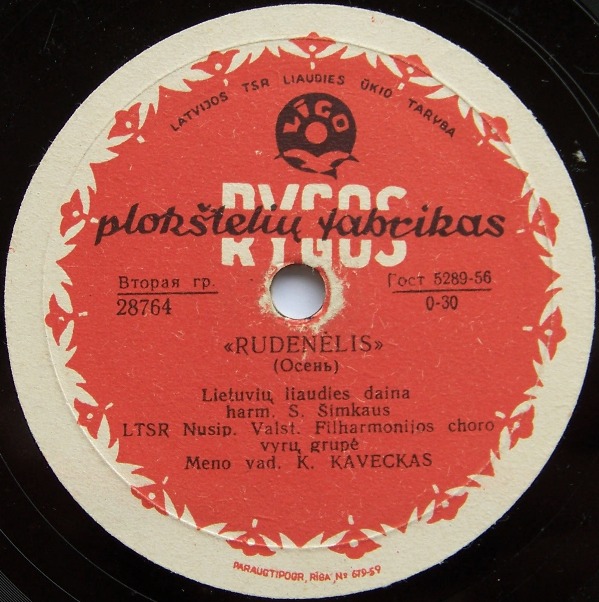 LATVIJOS TSR LIAUDIES ŪKIO TARYBA
LĪGO
RYGOS
plokštelių fabrikas
Вторая гр.
28764
Гост 5289-56
0-30
«RUDENĖLIS»
(Осень)
Lietuvių liaudies daina
harm. S. Šimkaus
LTSR Nusip. Valst. Filharmonijos choro
vyrų grupė
Meno vad. K. KAVECKAS
PARAUGTIPOGR, RĪGA, № 679-59